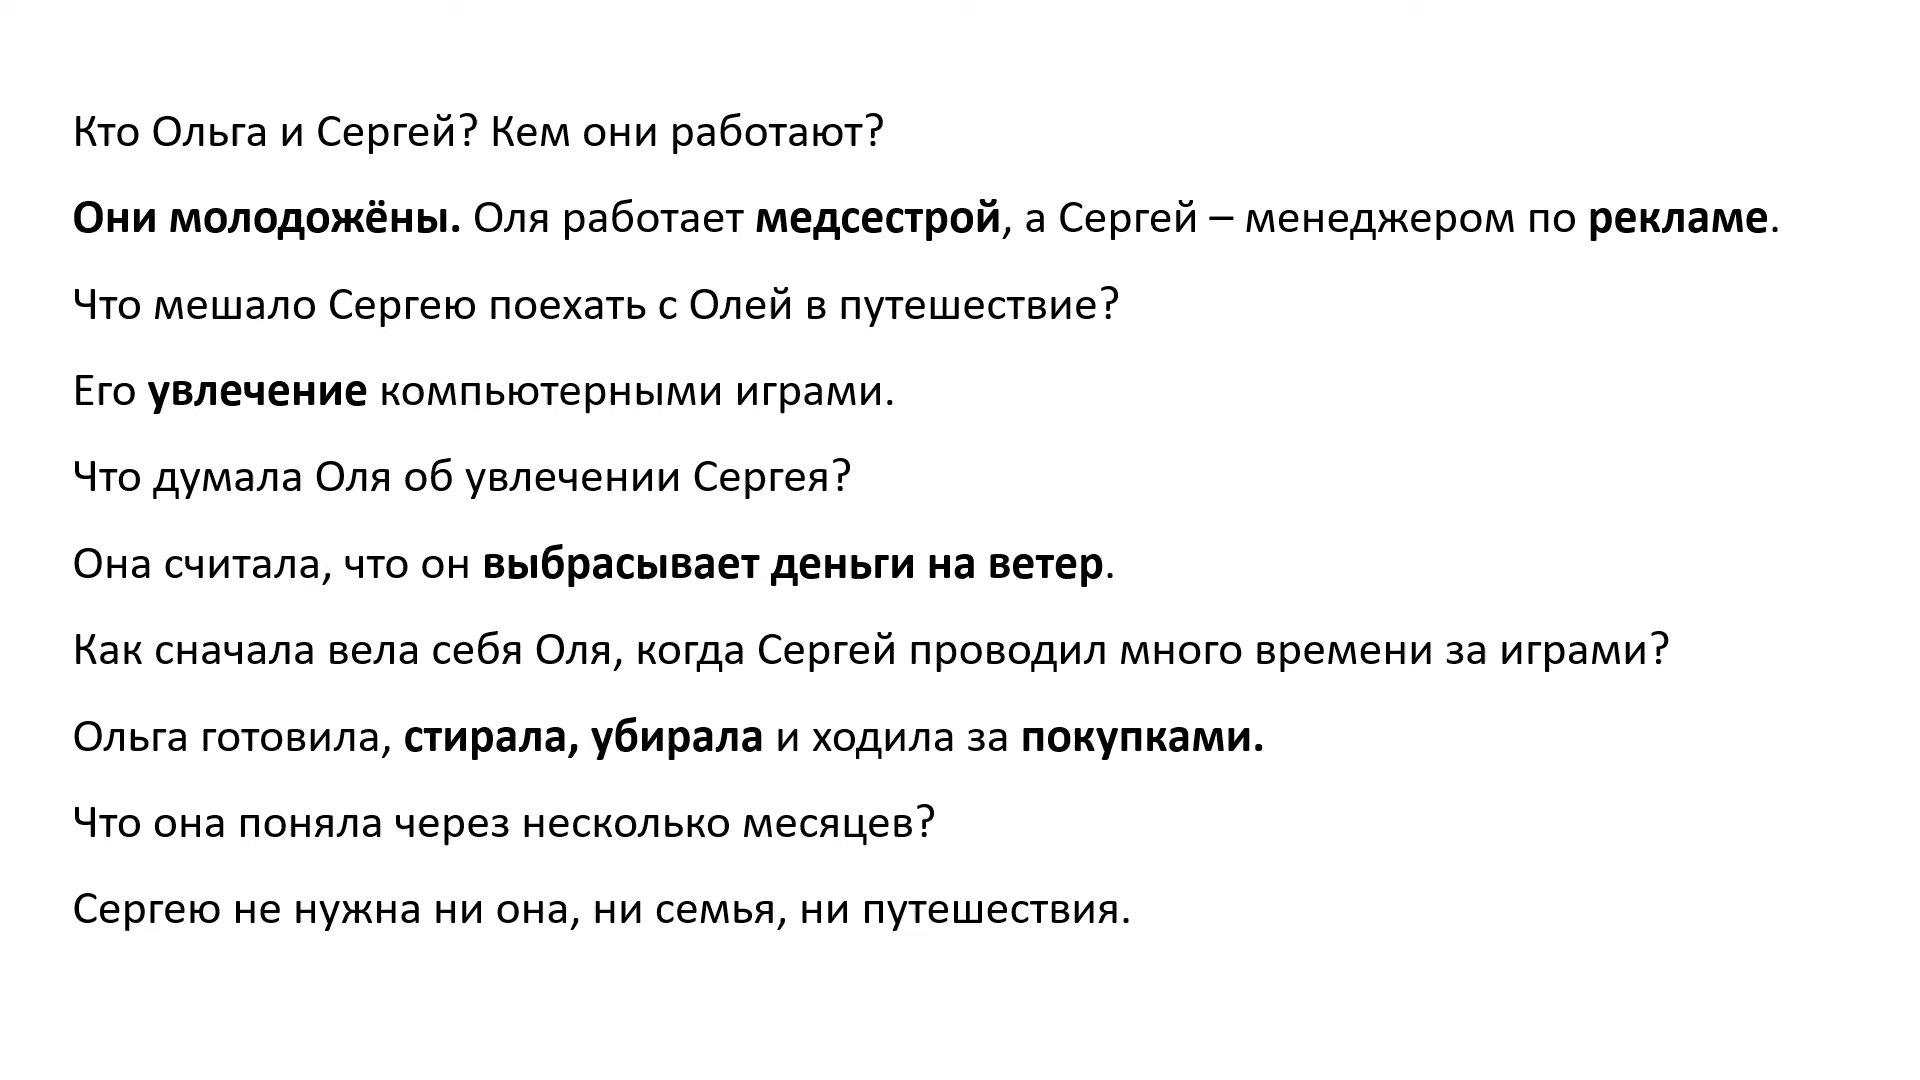 Кто Ольга и Сергей? Кем они работают?
Они молодожёны. Оля работает медсестрой, а Сергей – менеджером по рекламе.
Что мешало Сергею поехать с Олей в путешествие?
Его увлечение компьютерными играми.
Что думала Оля об увлечении Сергея?
Она считала, что он выбрасывает деньги на ветер.
Как сначала вела себя Оля, когда Сергей проводил много времени за играми?
Ольга готовила, стирала, убирала и ходила за покупками.
Что она поняла через несколько месяцев?
Сергею не нужна ни она, ни семья, ни путешествия.